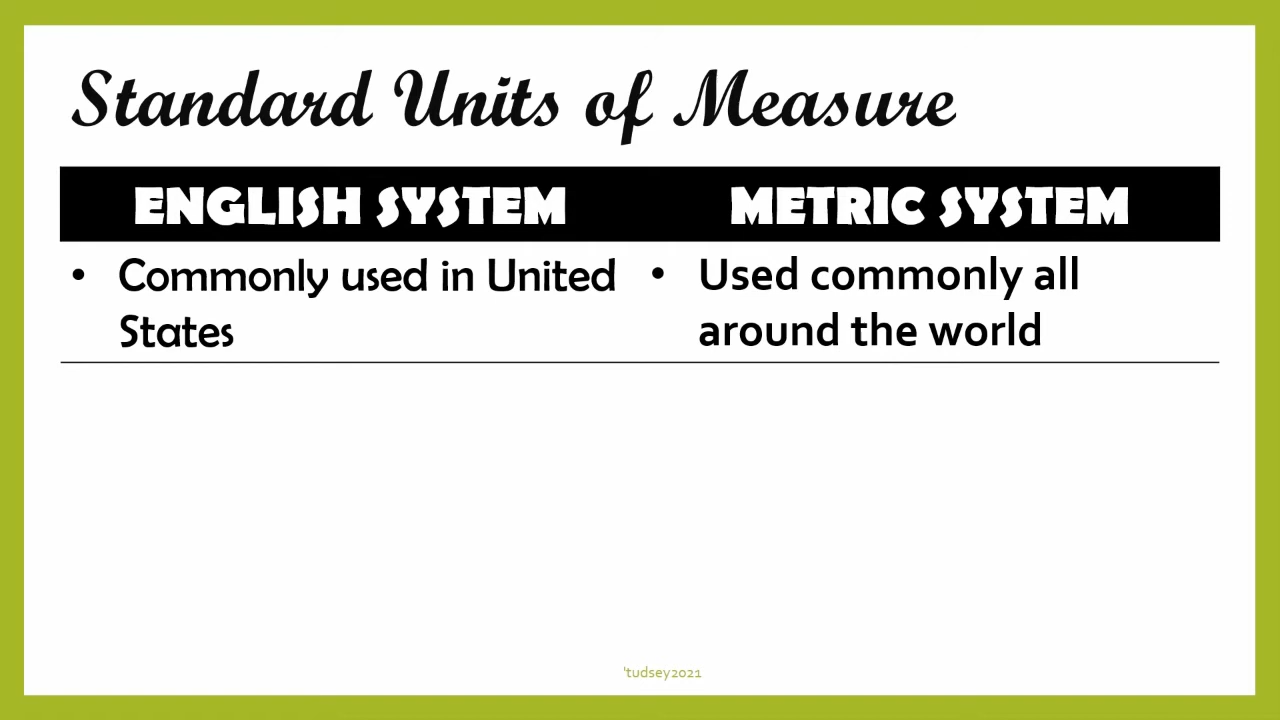 Standard Units of Measure
ENGLISH SYSTEM
METRIC SYSTEM
• Commonly used in United
States
• Used commonly all
around the world
'tudsey2021